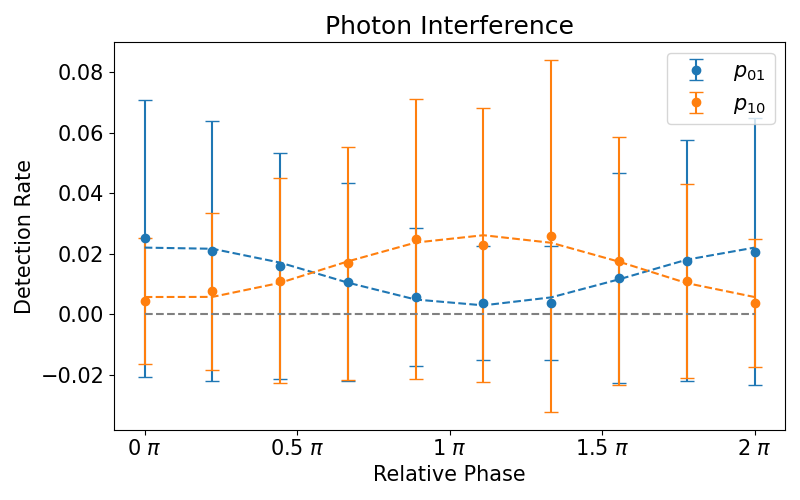 Photon Interference
Detection Rate
0.08
0.06
0.04
0.02
0.00
−0.02
p01
p10
0 π
0.5 π
1 π
1.5 π
2 π
Relative Phase